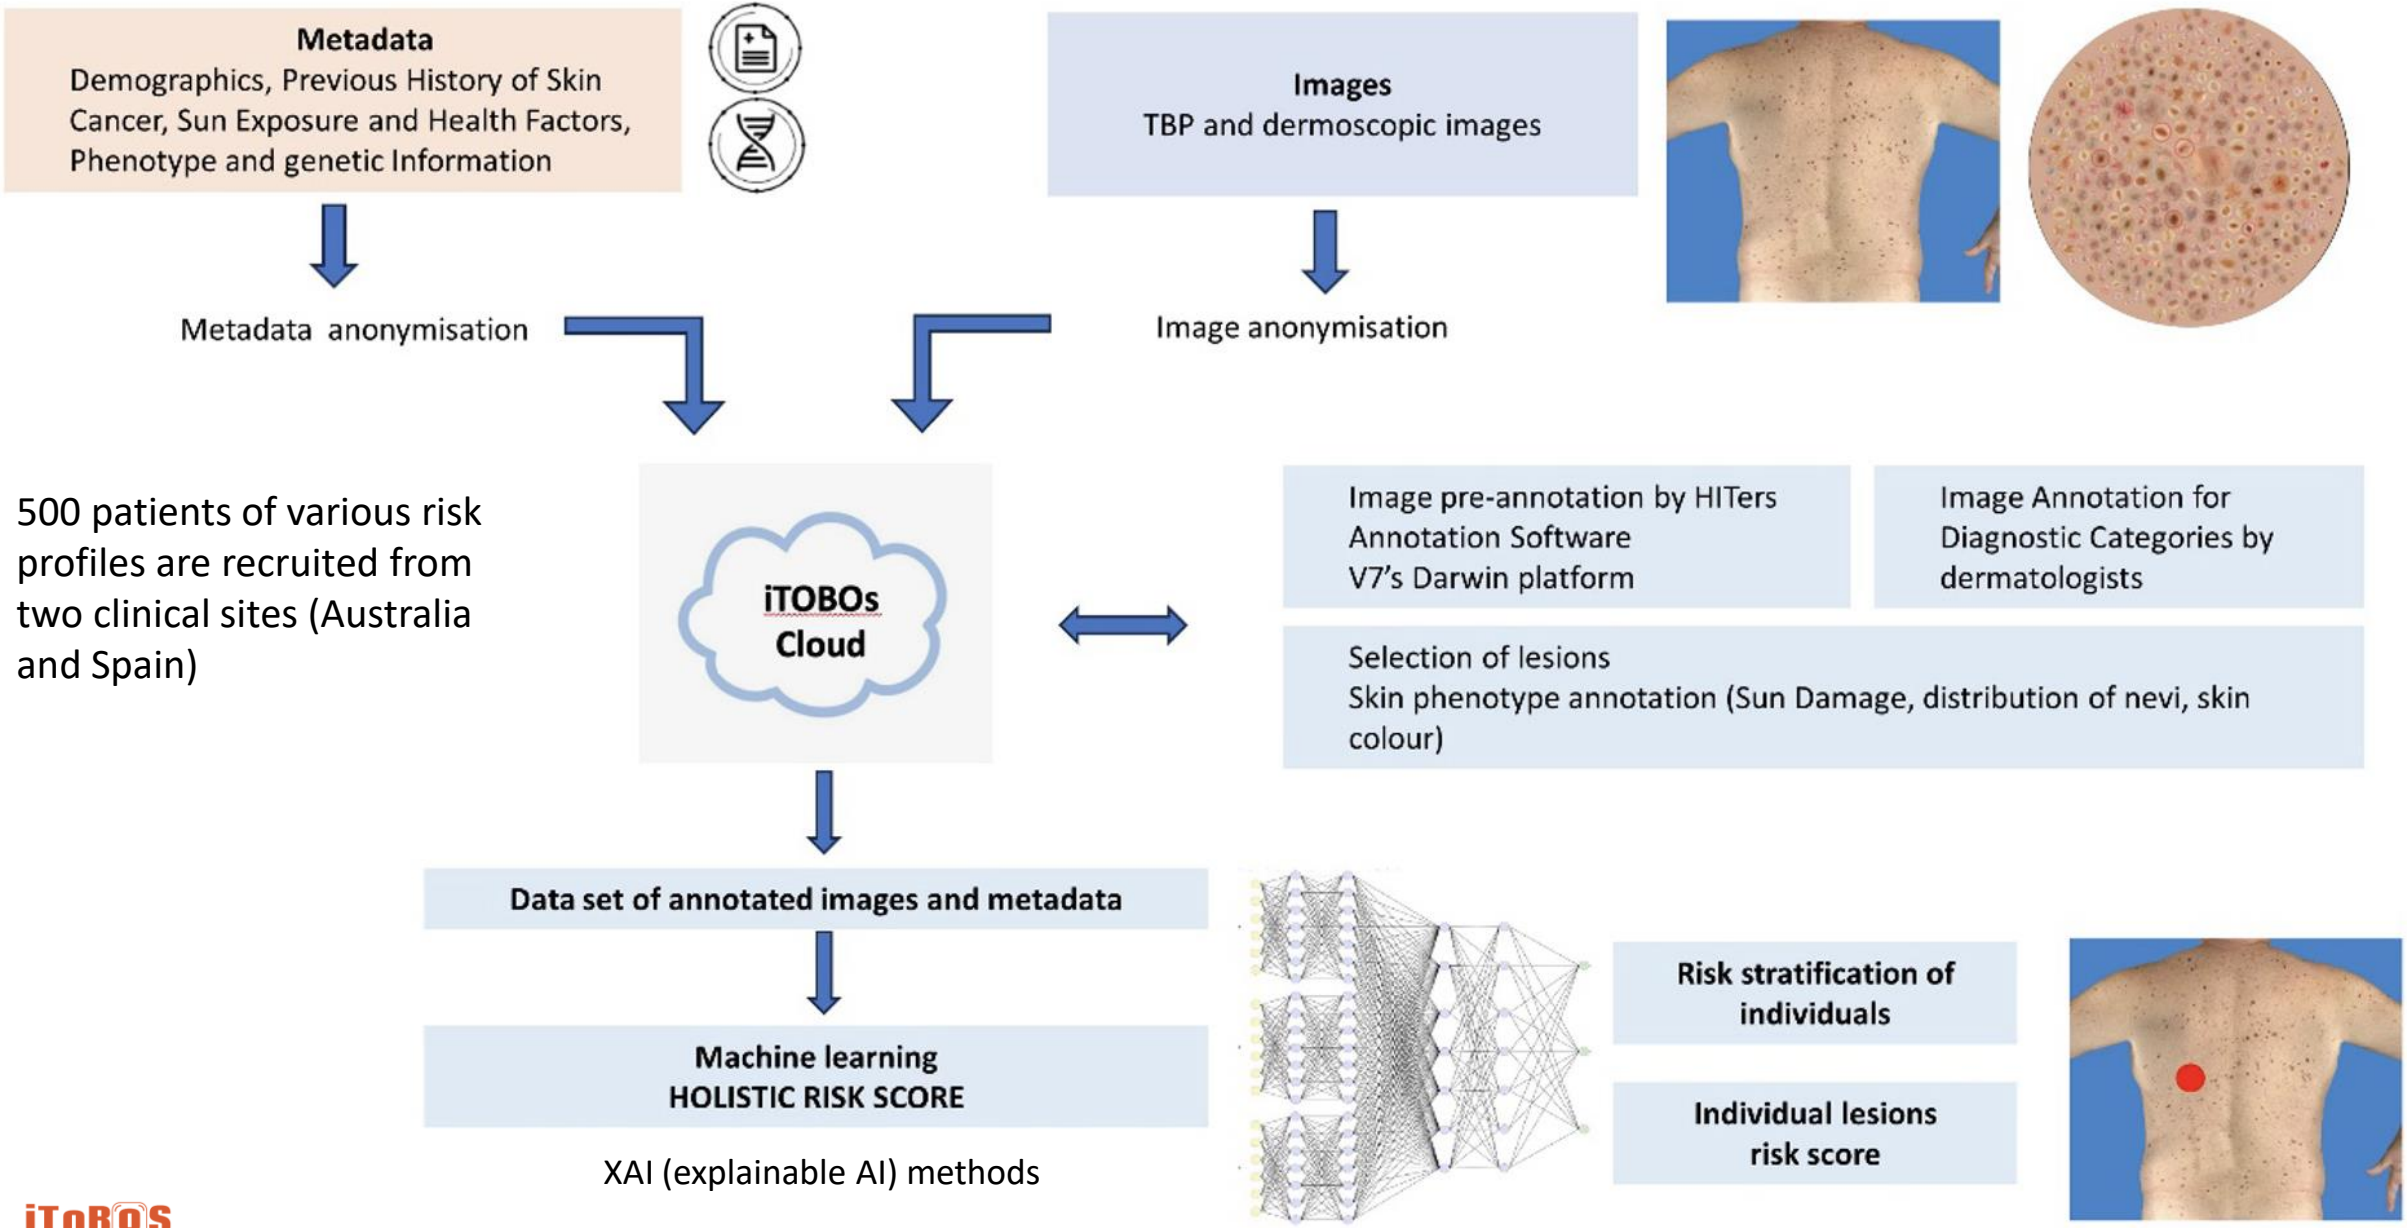 Metadata
Demographics, Previous History of Skin
Cancer, Sun Exposure and Health Factors,
Phenotype and genetic Information
Images
TBP and dermoscopic images
Metadata anonymisation
Image anonymisation
500 patients of various risk
profiles are recruited from
two clinical sites (Australia
and Spain)
iTOBOs
Cloud
Image pre-annotation by HITers
Annotation Software
V7’s Darwin platform
Image Annotation for
Diagnostic Categories by
dermatologists
Selection of lesions
Skin phenotype annotation (Sun Damage, distribution of nevi, skin
colour)
Data set of annotated images and metadata
Machine learning
HOLISTIC RISK SCORE
XAI (explainable AI) methods
Risk stratification of
individuals
Individual lesions
risk score
iToBoS